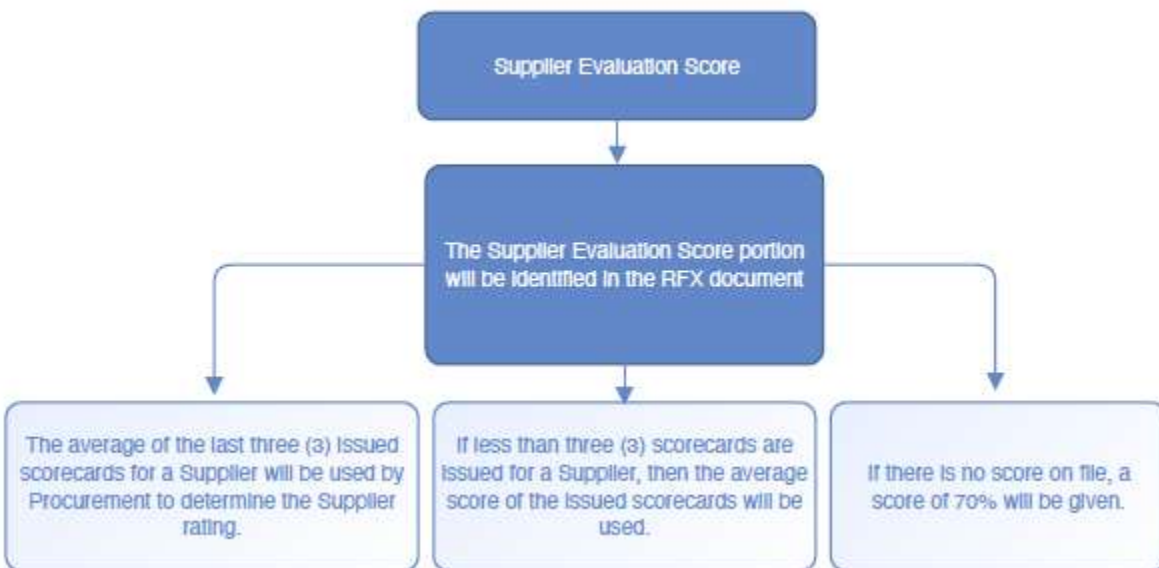 Supplier Evaluation Score
The Supplier Evaluation Score portion
will be identified in the RFX document
The average of the last three (3) issued
scorecards for a Supplier will be used by
Procurement to determine the Supplier
rating.
If less than three (3) scorecards are
issued for a Supplier, then the average
score of the issued scorecards will be
used.
If there is no score on file, a
score of 70% will be given.